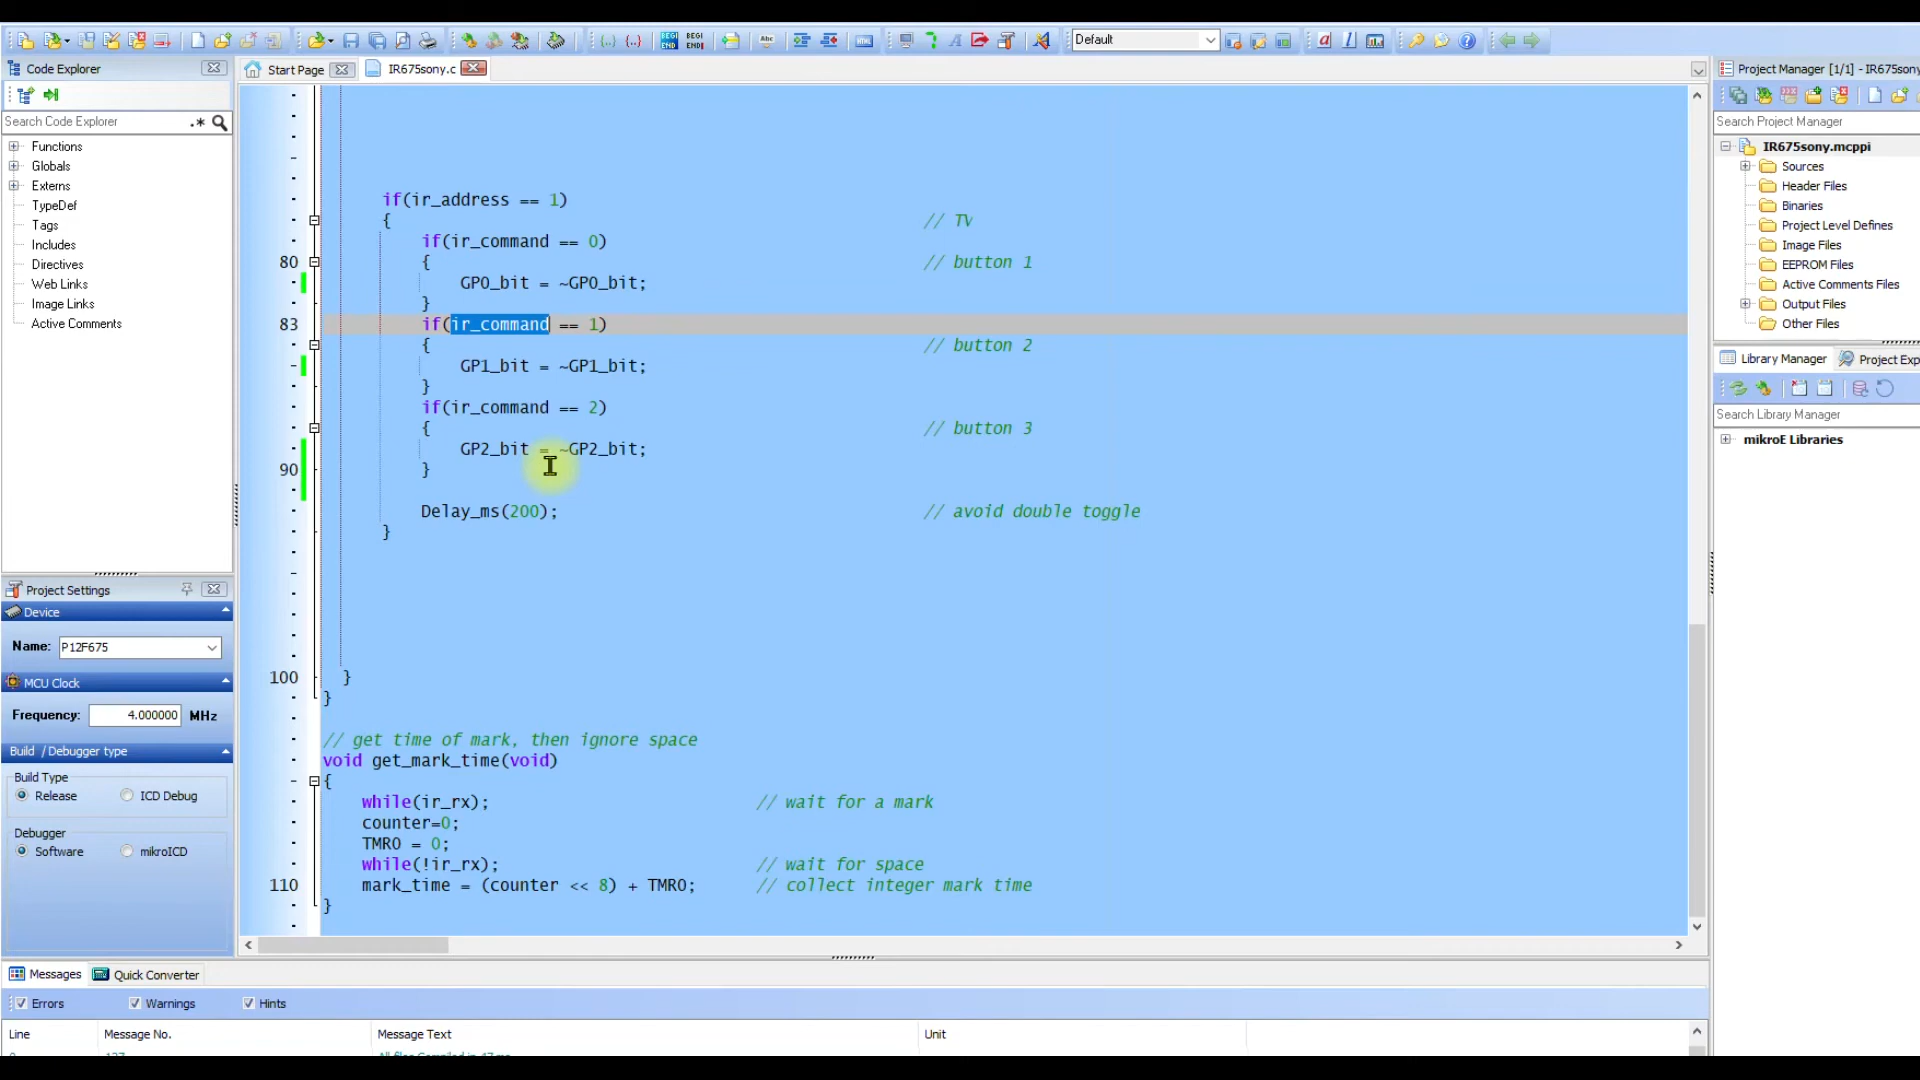 Default
Code Explorer
Start Page
IR675sony.c
Project Manager [1/1] - IR675sony
Search Code Explorer
Functions
Globals
Externs
TypeDef
Tags
Includes
Directives
Web Links
Image Links
Active Comments
if(ir_address == 1)
{ // TV
if(ir_command == 0)
80 { // button 1
GP0_bit = ~GP0_bit;
}
83 if(ir_command == 1)
{ // button 2
GP1_bit = ~GP1_bit;
}
if(ir_command == 2)
{ // button 3
GP2_bit = ~GP2_bit;
90 }
Delay_ms(200); // avoid double toggle
}
100 }
}
// get time of mark, then ignore space
void get_mark_time(void)
{
while(ir_rx); // wait for a mark
counter=0;
TMR0 = 0;
while(!ir_rx); // wait for space
110 mark_time = (counter << 8) + TMR0; // collect integer mark time
}
Search Project Manager
IR675sony.mcppi
Sources
Header Files
Binaries
Project Level Defines
Image Files
EEPROM Files
Active Comments Files
Output Files
Other Files
Library Manager
Project Exp
Search Library Manager
mikroE Libraries
Project Settings
Device
Name: P12F675
MCU Clock
Frequency: 4.000000 MHz
Build / Debugger type
Build Type
Release ICD Debug
Debugger
Software mikroICD
Messages Quick Converter
Errors Warnings Hints
Line Message No. Message Text Unit